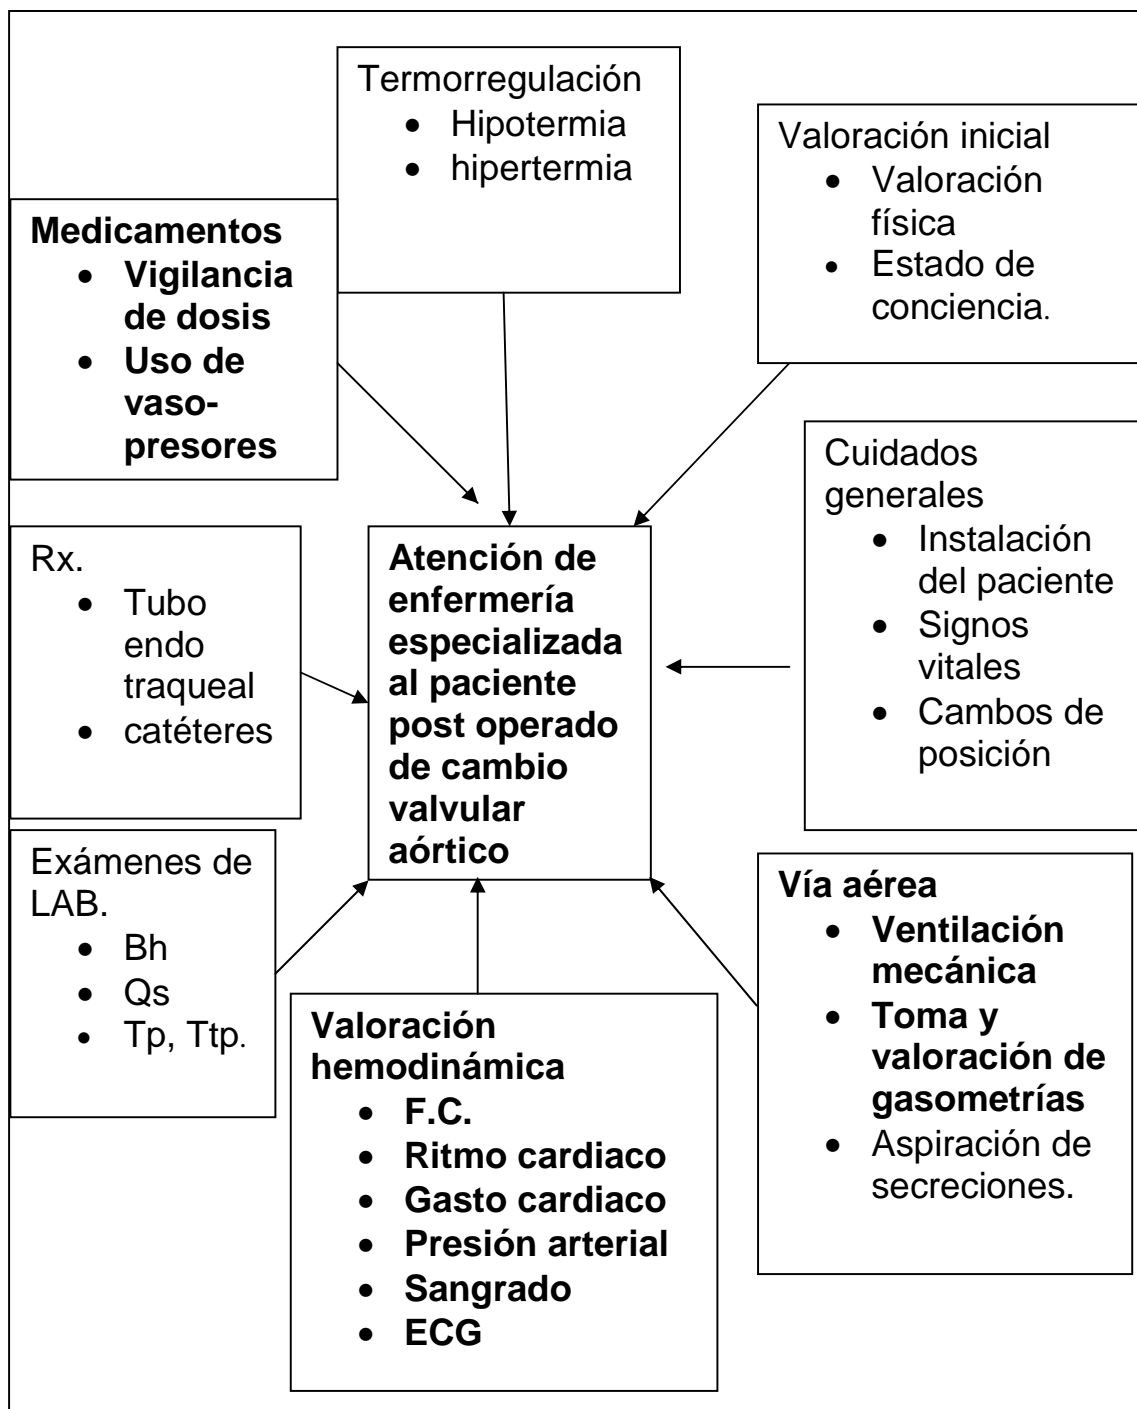 Termorregulación
• Hipotermia
• hipertermia
Valoración inicial
• Valoración
física
• Estado de
conciencia.
Medicamentos
• Vigilancia
de dosis
• Uso de
vaso-
presores
Cuidados
generales
• Instalación
del paciente
• Signos
vitales
• Cambos de
posición
Rx.
• Tubo
endo
traqueal
• catéteres
Atención de
enfermería
especializada
al paciente
post operado
de cambio
valvular
aórtico
Exámenes de
LAB.
• Bh
• Qs
• Tp, Ttp.
Vía aérea
• Ventilación
mecánica
• Toma y
valoración de
gasometrías
• Aspiración de
secreciones.
Valoración
hemodinámica
• F.C.
• Ritmo cardiaco
• Gasto cardiaco
• Presión arterial
• Sangrado
• ECG